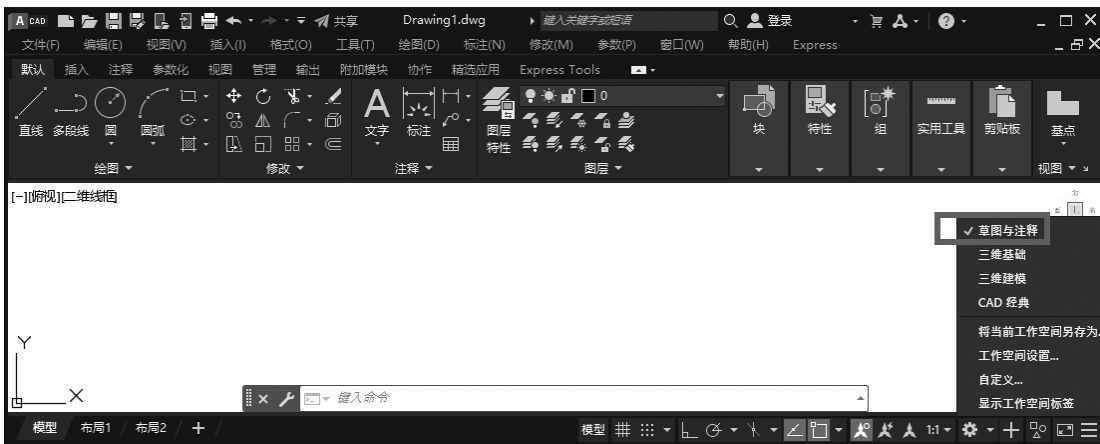 A CAD 共享 Drawing1.dwg 键入关键字或短语 登录
文件(F) 编辑(E) 视图(V) 插入(I) 格式(O) 工具(T) 绘图(D) 标注(N) 修改(M) 参数(P) 窗口(W) 帮助(H) Express
默认 插入 注释 参数化 视图 管理 输出 附加模块 协作 精选应用 Express Tools
0
直线 多段线 圆 圆弧 文字 标注 图层特性 块 特性 组 实用工具 剪贴板 基点
绘图 修改 注释 图层 视图
[-][俯视][二维线框]
北
草图与注释
三维基础
三维建模
CAD 经典
将当前工作空间另存为
工作空间设置...
自定义...
显示工作空间标签
Y
X
键入命令
模型 布局1 布局2 + 模型 1:1